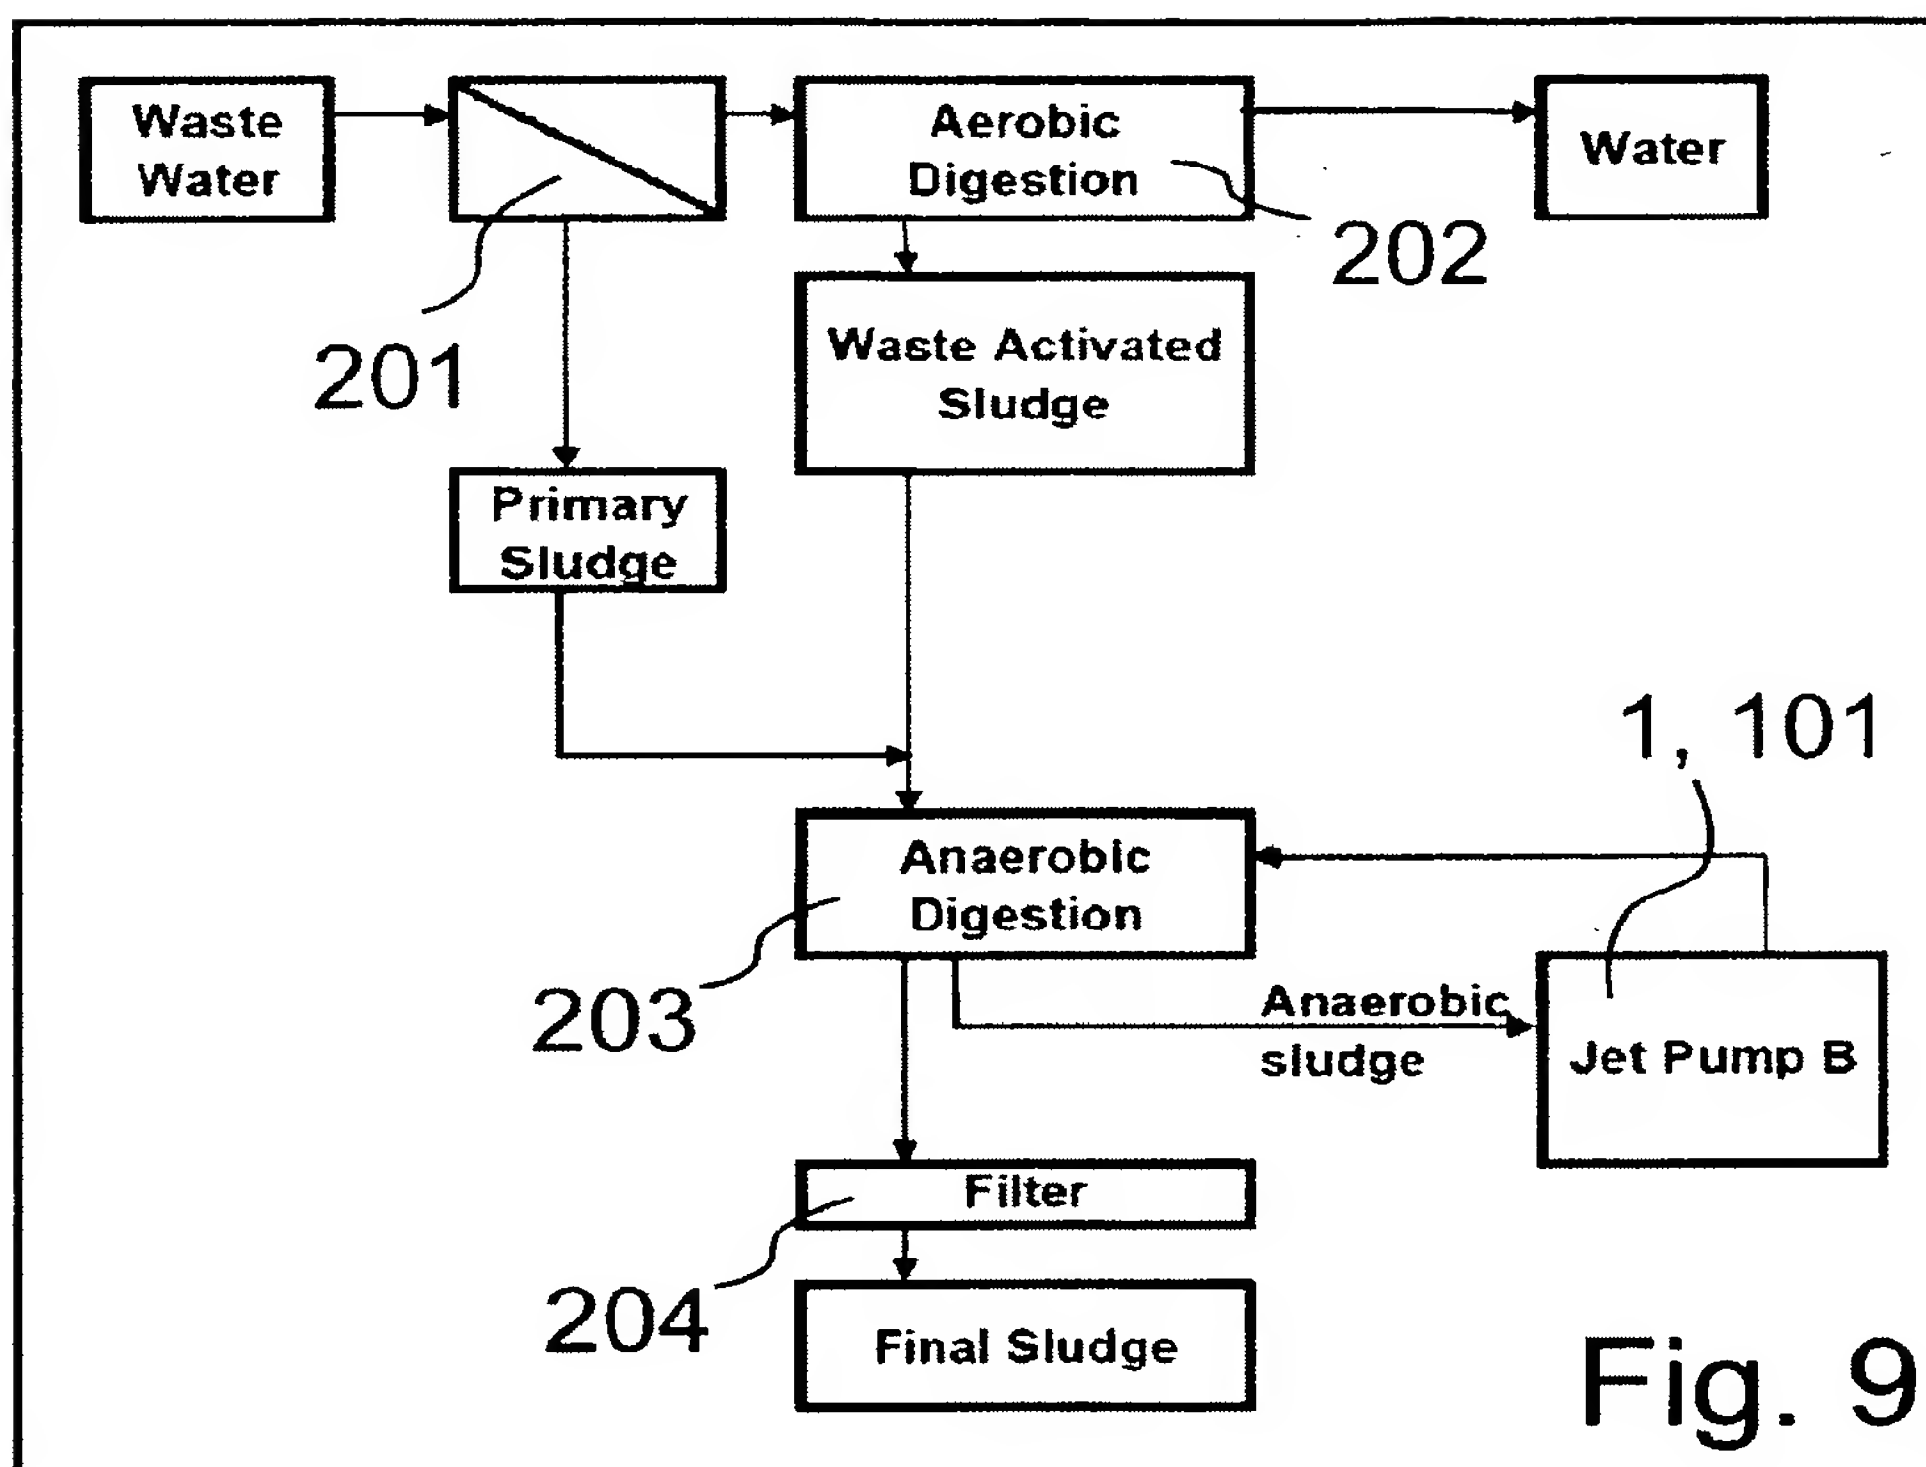 Waste
Water
Aerobic
Digestion
Water
201
202
Waste Activated
Sludge
Primary
Sludge
1, 101
Anaerobic
Digestion
203
Anaerobic
sludge
Jet Pump B
Filter
204
Final Sludge
Fig. 9